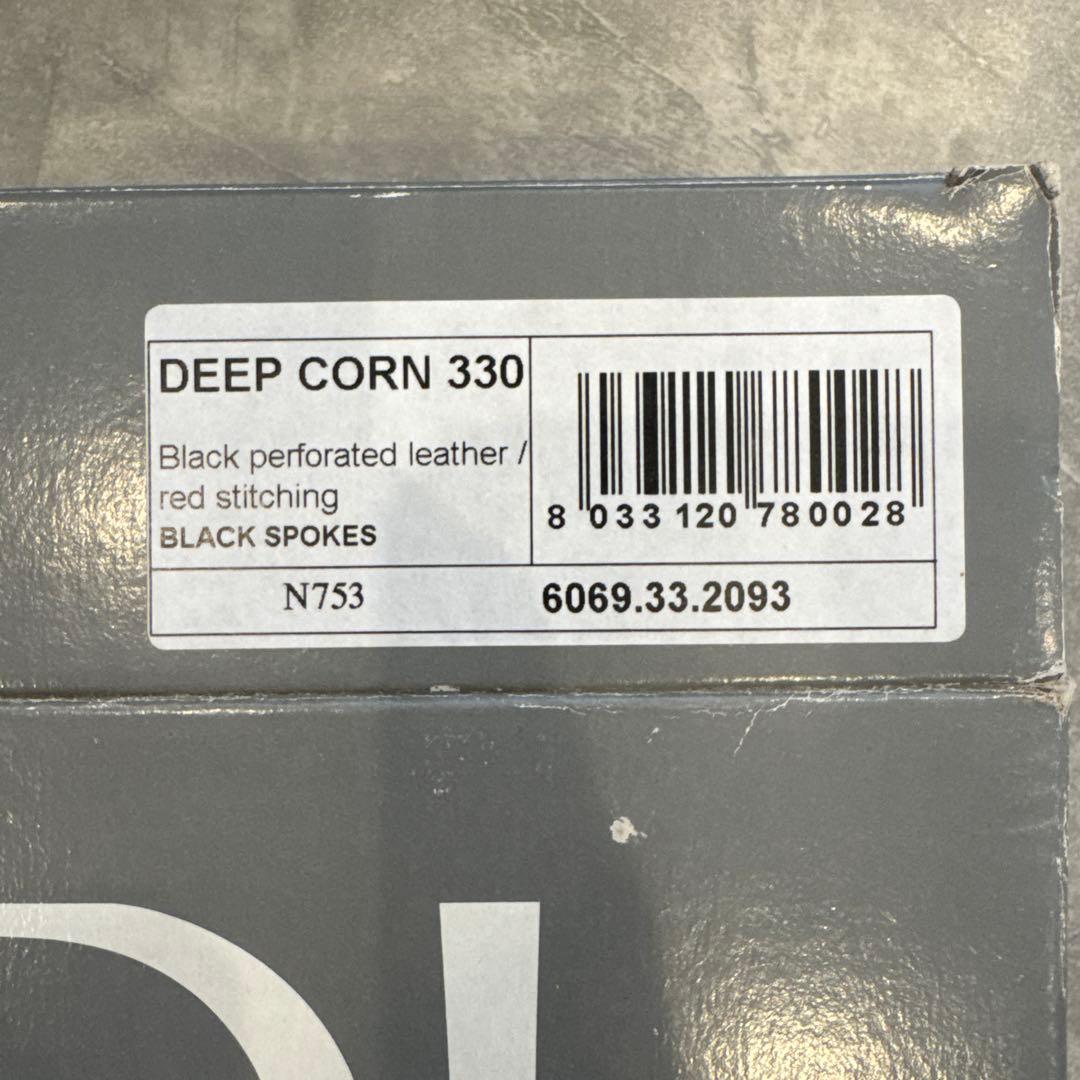 DEEP CORN 330
Black perforated leather /
red stitching
BLACK SPOKES
8 033120 780028
N753 6069.33.2093